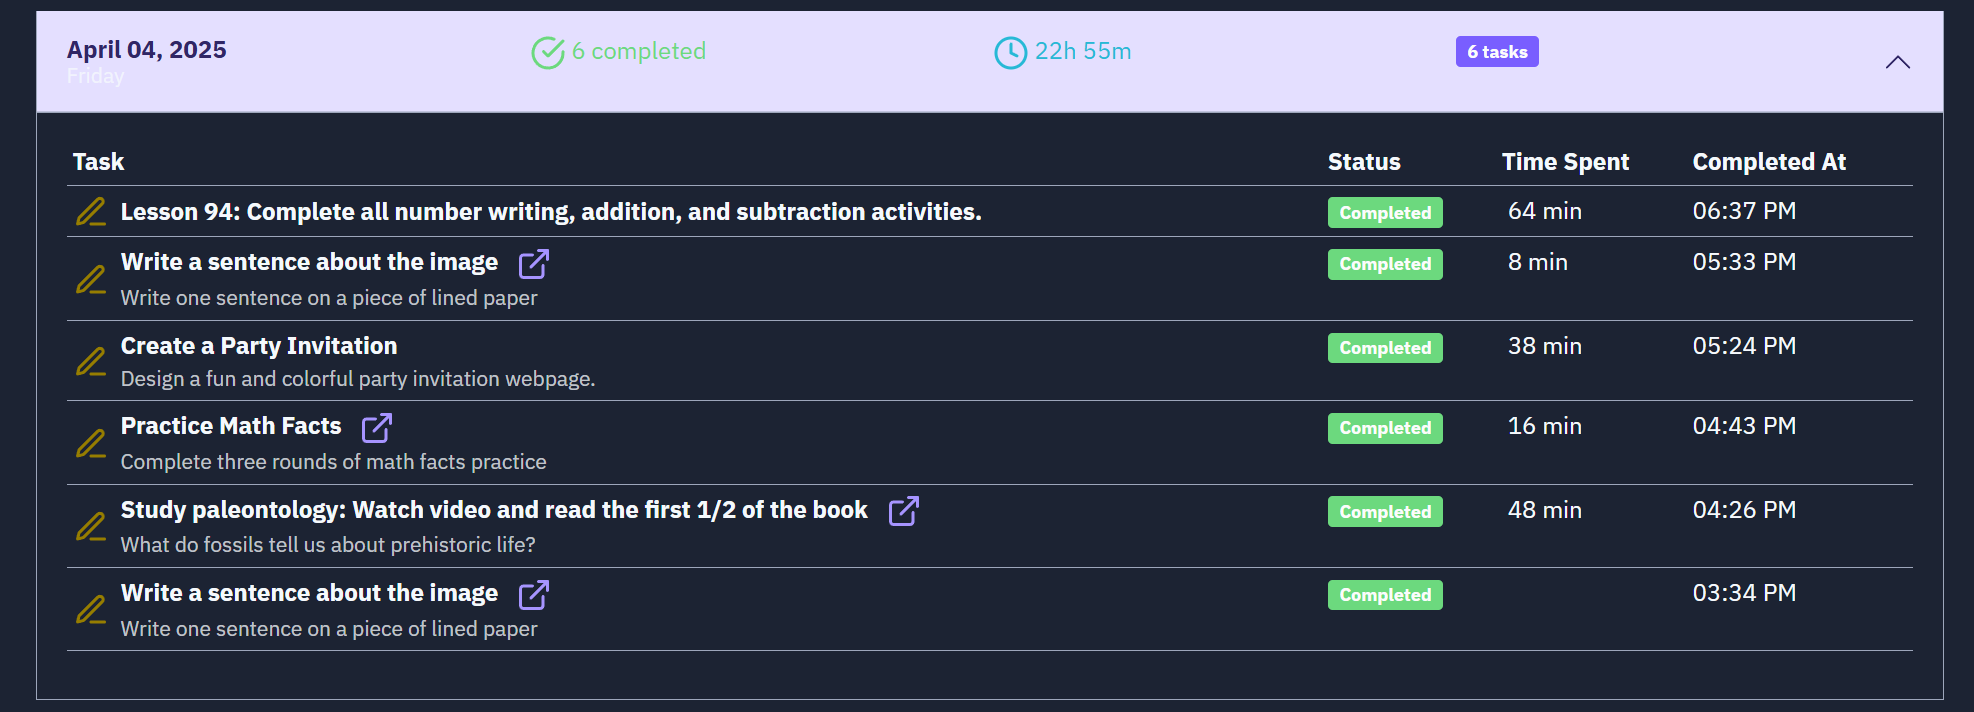 April 04, 2025
Friday
6 completed
22h 55m
6 tasks
Task Status Time Spent Completed At
Lesson 94: Complete all number writing, addition, and subtraction activities. Completed 64 min 06:37 PM
Write a sentence about the image Completed 8 min 05:33 PM
Write one sentence on a piece of lined paper
Create a Party Invitation Completed 38 min 05:24 PM
Design a fun and colorful party invitation webpage.
Practice Math Facts Completed 16 min 04:43 PM
Complete three rounds of math facts practice
Study paleontology: Watch video and read the first 1/2 of the book Completed 48 min 04:26 PM
What do fossils tell us about prehistoric life?
Write a sentence about the image Completed 03:34 PM
Write one sentence on a piece of lined paper